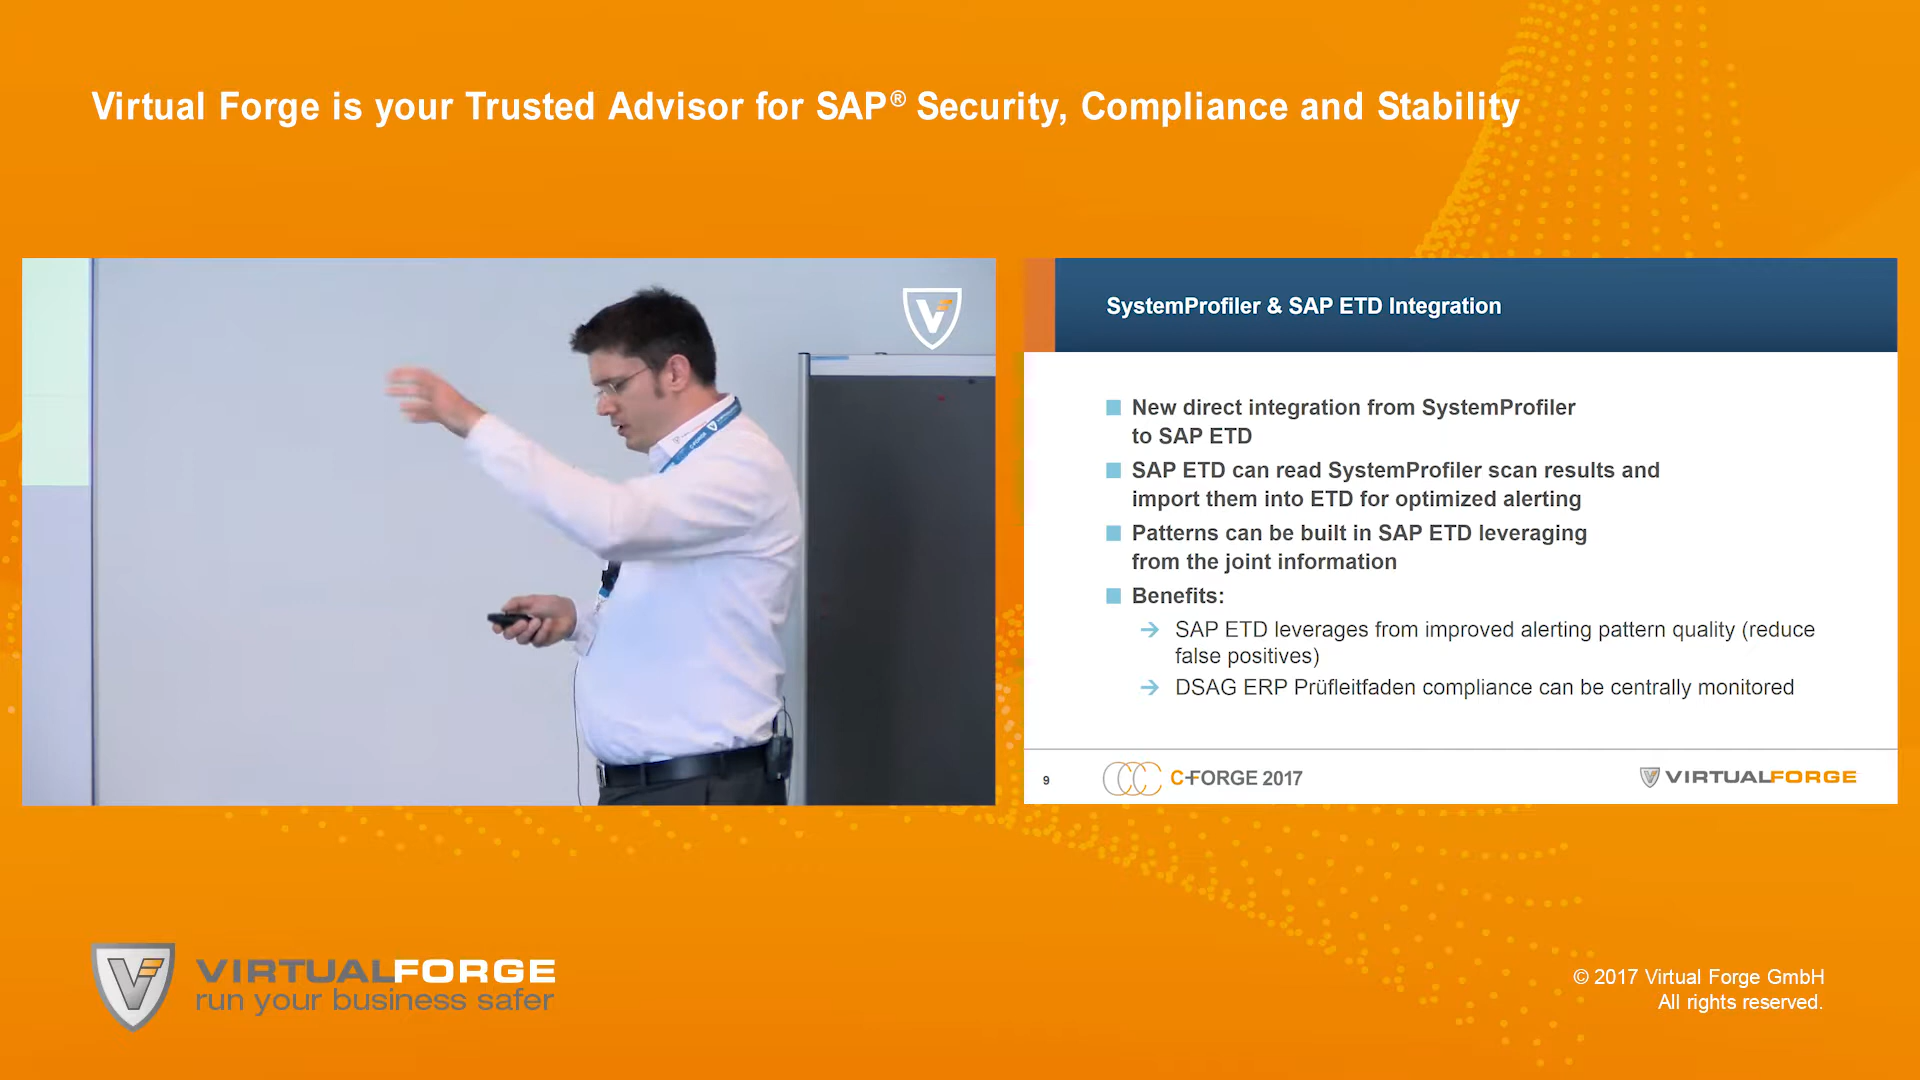 Virtual Forge is your Trusted Advisor for SAP® Security, Compliance and Stability
SystemProfiler & SAP ETD Integration
New direct integration from SystemProfiler
to SAP ETD
SAP ETD can read SystemProfiler scan results and
import them into ETD for optimized alerting
Patterns can be built in SAP ETD leveraging
from the joint information
Benefits:
→ SAP ETD leverages from improved alerting pattern quality (reduce
false positives)
→ DSAG ERP Prüfleitfaden compliance can be centrally monitored
9
C-FORGE 2017
VIRTUALFORGE
VIRTUALFORGE
run your business safer
© 2017 Virtual Forge GmbH
All rights reserved.